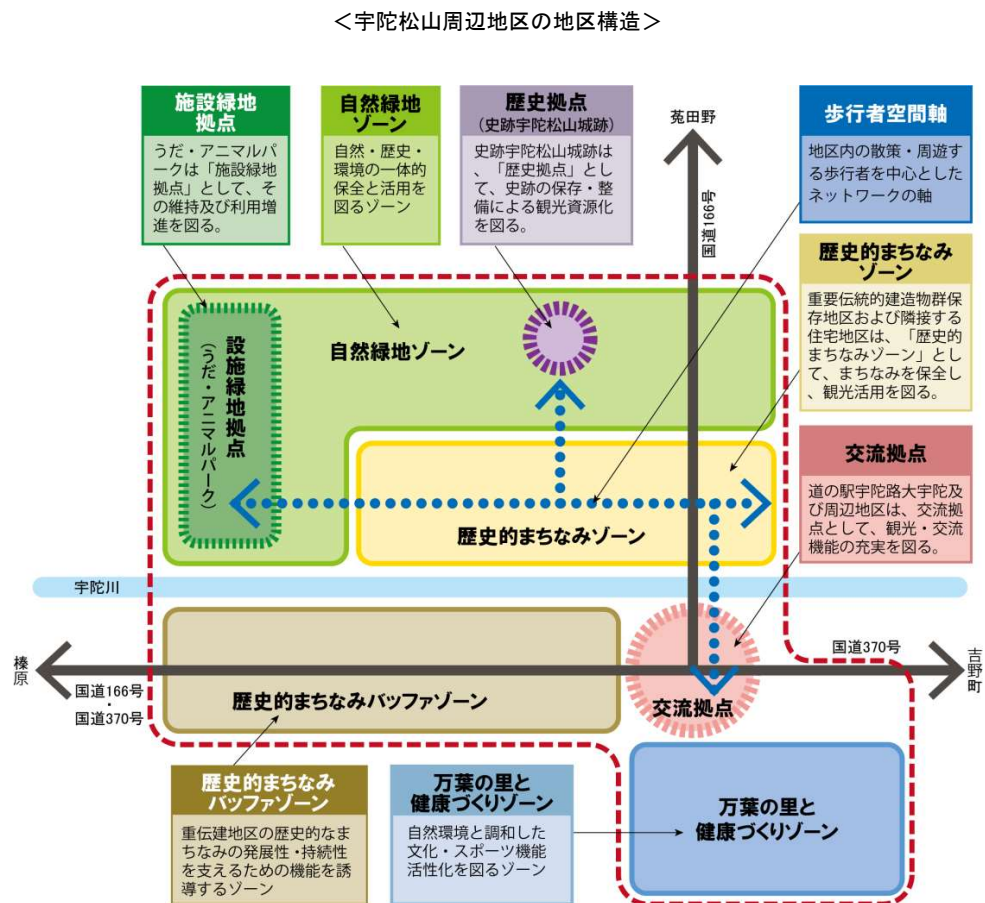 ＜宇陀松山周辺地区の地区構造＞
施設緑地
拠点
うだ・アニマルパ
ークは「施設緑地
拠点」として、そ
の維持及び利用増
進を図る。
自然緑地
ゾーン
自然・歴史・
環境の一体的
保全と活用を
図るゾーン
歴史拠点
（史跡宇陀松山城跡）
史跡宇陀松山城跡は
、「歴史拠点」とし
て、史跡の保存・整
備による観光資源化
を図る。
菟田野
国道166号
歩行者空間軸
地区内の散策・周遊す
る歩行者を中心とした
ネットワークの軸
歴史的まちなみ
ゾーン
重要伝統的建造物群保
存地区および隣接する
住宅地区は、「歴史的
まちなみゾーン」とし
て、まちなみを保全し
、観光活用を図る。
交流拠点
道の駅宇陀路大宇陀及
び周辺地区は、交流拠
点として、観光・交流
機能の充実を図る。
設施緑地拠点
（うだ・アニマルパーク）
自然緑地ゾーン
歴史的まちなみゾーン
宇陀川
榛原
国道166号
・
国道370号
国道370号
吉野町
歴史的まちなみバッファゾーン
交流拠点
歴史的まちなみ
バッファゾーン
重伝建地区の歴史的なま
ちなみの発展性・持続性
を支えるための機能を誘
導するゾーン
万葉の里と
健康づくりゾーン
自然環境と調和した
文化・スポーツ機能
活性化を図るゾーン
万葉の里と
健康づくりゾーン